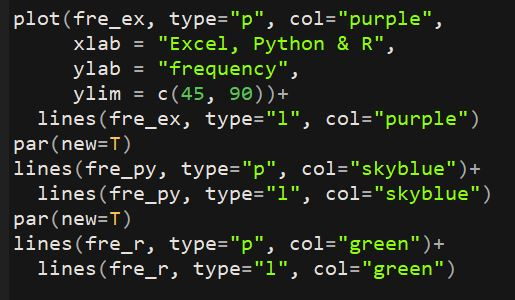 plot(fre_ex, type="p", col="purple",
     xlab = "Excel, Python & R",
     ylab = "frequency",
     ylim = c(45, 90))+
  lines(fre_ex, type="l", col="purple")
par(new=T)
lines(fre_py, type="p", col="skyblue")+
  lines(fre_py, type="l", col="skyblue")
par(new=T)
lines(fre_r, type="p", col="green")+
  lines(fre_r, type="l", col="green")